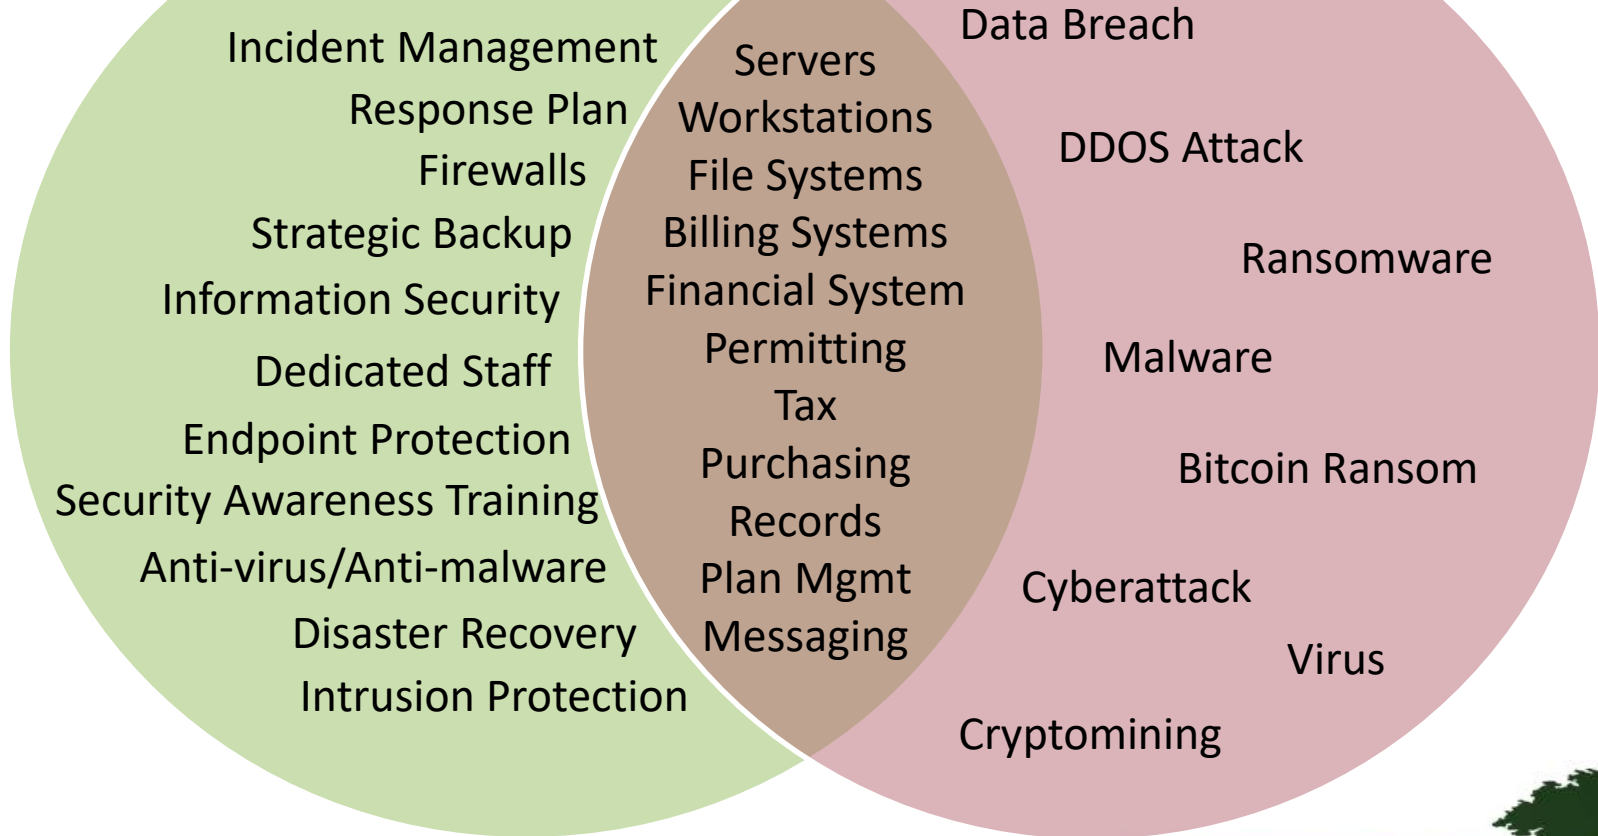 Incident Management
Response Plan
Firewalls
Strategic Backup
Information Security
Dedicated Staff
Endpoint Protection
Security Awareness Training
Anti-virus/Anti-malware
Disaster Recovery
Intrusion Protection
Servers
Workstations
File Systems
Billing Systems
Financial System
Permitting
Tax
Purchasing
Records
Plan Mgmt
Messaging
Data Breach
DDOS Attack
Ransomware
Malware
Bitcoin Ransom
Cyberattack
Virus
Cryptomining